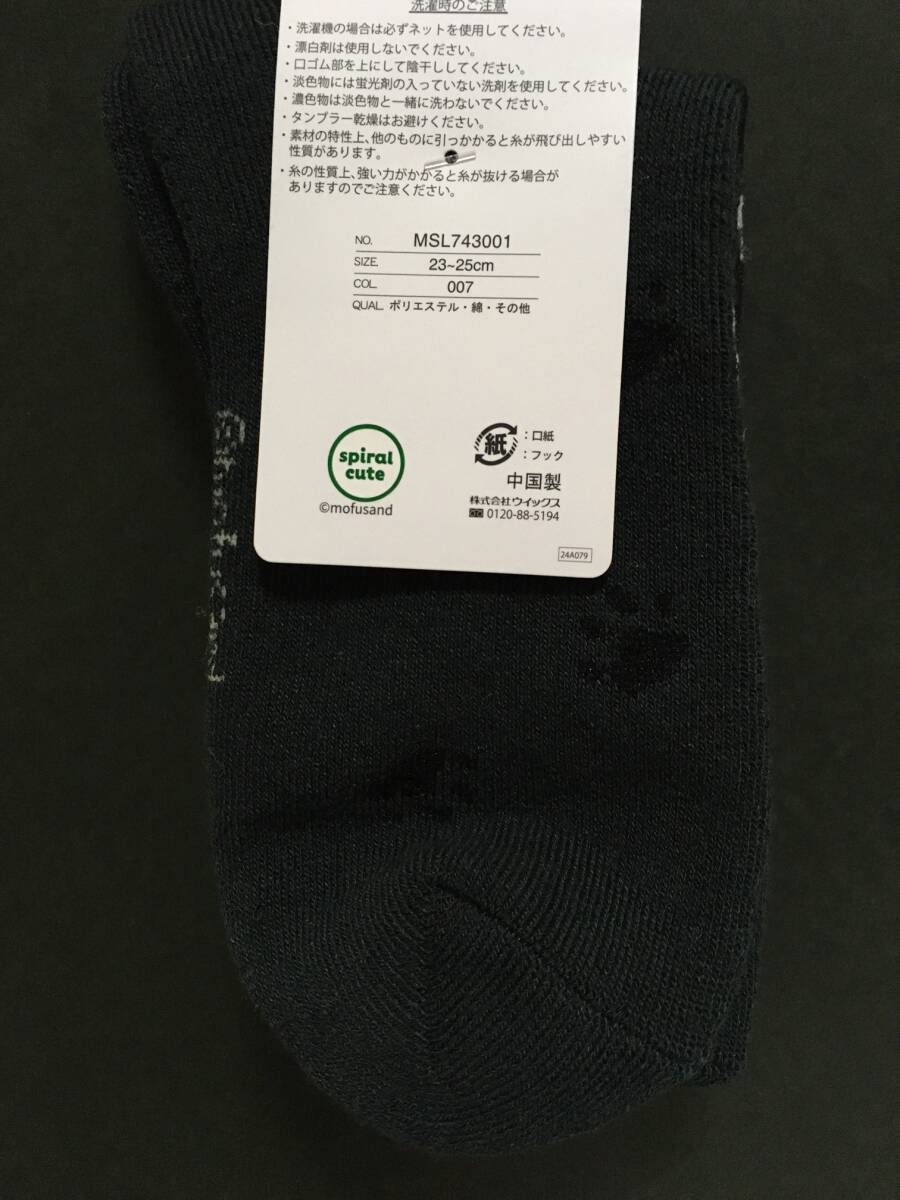 洗濯時のご注意
・洗濯機の場合は必ずネットを使用してください。
・漂白剤は使用しないでください。
・口ゴム部を上にして陰干ししてください。
・淡色物には蛍光剤の入っていない洗剤を使用してください。
・濃色物は淡色物と一緒に洗わないでください。
・タンブラー乾燥はお避けください。
・素材の特性上、他のものに引っかかると糸が飛び出しやすい
性質があります。
・糸の性質上、強い力がかかると糸が抜ける場合が
ありますのでご注意ください。
NO. MSL743001
SIZE. 23~25cm
COL. 007
QUAL. ポリエステル・綿・その他
spiral
cute
©mofusand
紙
:口紙
:フック
中国製
株式会社ウイックス
0120-88-5194
24A079